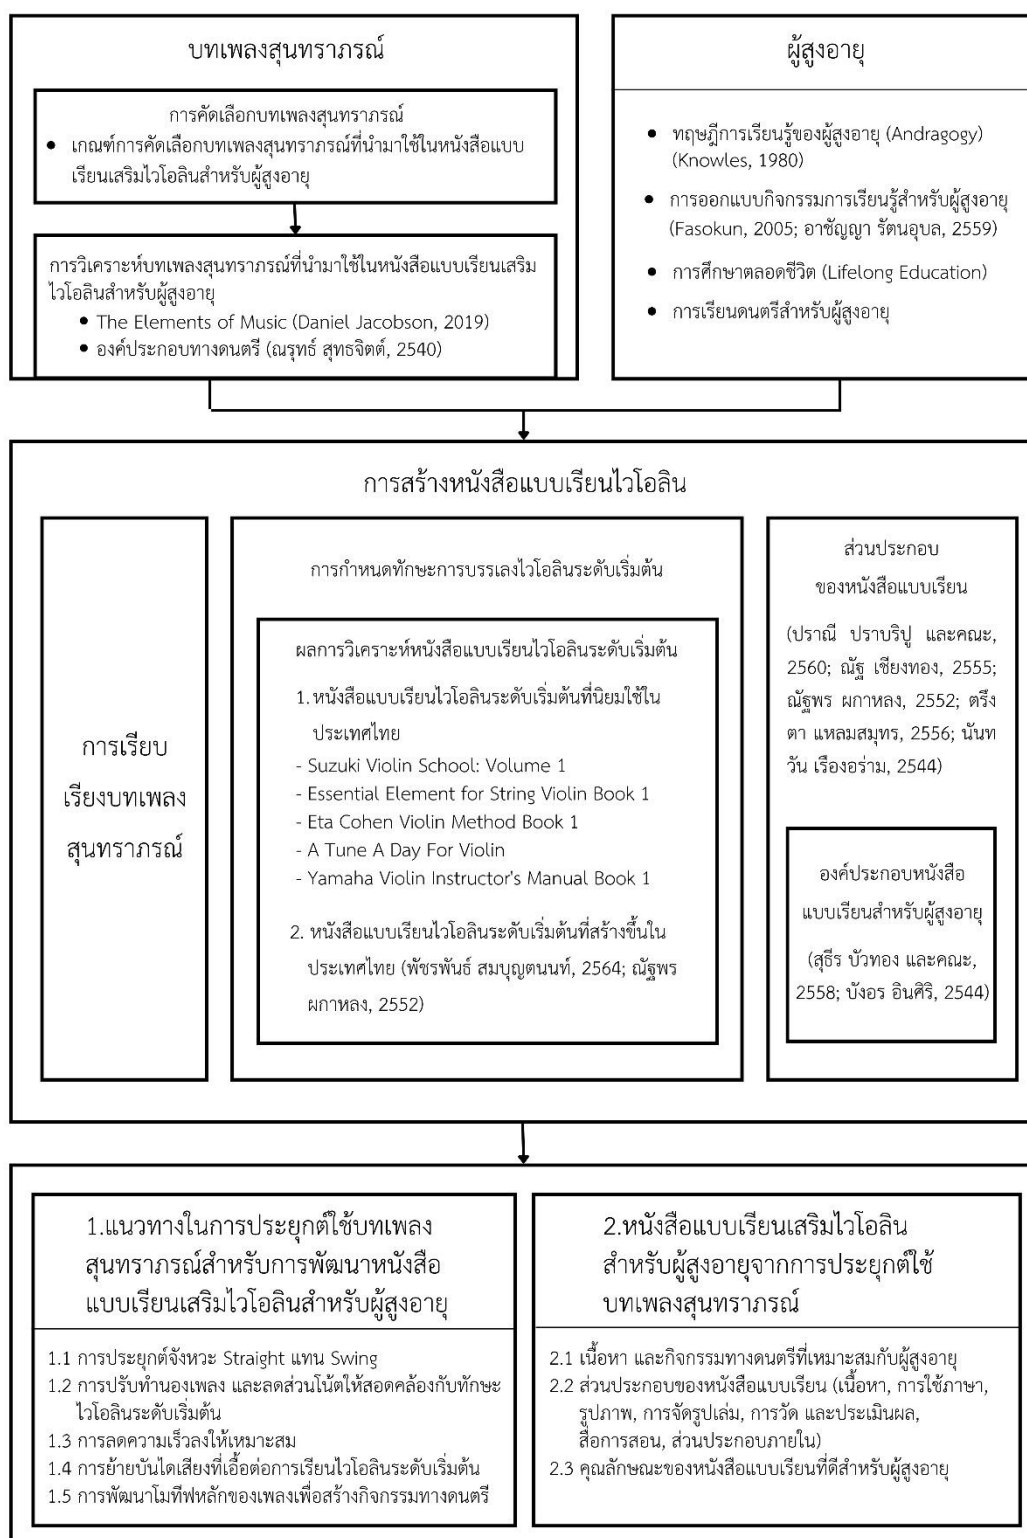 บทเพลงสุนทราภรณ์
การคัดเลือกบทเพลงสุนทราภรณ์
• เกณฑ์การคัดเลือกบทเพลงสุนทราภรณ์ที่นำมาใช้ในหนังสือแบบ
เรียนเสริมไวโอลินสำหรับผู้สูงอายุ
การวิเคราะห์บทเพลงสุนทราภรณ์ที่นำมาใช้ในหนังสือแบบเรียนเสริม
ไวโอลินสำหรับผู้สูงอายุ
• The Elements of Music (Daniel Jacobson, 2019)
• องค์ประกอบทางดนตรี (ณรุทธ์ สุทธจิตต์, 2540)
ผู้สูงอายุ
• ทฤษฎีการเรียนรู้ของผู้สูงอายุ (Andragogy)
(Knowles, 1980)
• การออกแบบกิจกรรมการเรียนรู้สำหรับผู้สูงอายุ
(Fasokun, 2005; อาชัญญา รัตนอุบล, 2559)
• การศึกษาตลอดชีวิต (Lifelong Education)
• การเรียนดนตรีสำหรับผู้สูงอายุ
การสร้างหนังสือแบบเรียนไวโอลิน
การเรียบ
เรียงบทเพลง
สุนทราภรณ์
การกำหนดทักษะการบรรเลงไวโอลินระดับเริ่มต้น
ผลการวิเคราะห์หนังสือแบบเรียนไวโอลินระดับเริ่มต้น
1. หนังสือแบบเรียนไวโอลินระดับเริ่มต้นที่นิยมใช้ใน
ประเทศไทย
- Suzuki Violin School: Volume 1
- Essential Element for String Violin Book 1
- Eta Cohen Violin Method Book 1
- A Tune A Day For Violin
- Yamaha Violin Instructor's Manual Book 1
2. หนังสือแบบเรียนไวโอลินระดับเริ่มต้นที่สร้างขึ้นใน
ประเทศไทย (พัชรพันธ์ สมบุญตนนท์, 2564; ณัฐพร
ผกาหลง, 2552)
ส่วนประกอบ
ของหนังสือแบบเรียน
(ปราณี ปราบริปู และคณะ,
2560; ณัฐ เชียงทอง, 2555;
ณัฐพร ผกาหลง, 2552; ตรึง
ตา แหลมสมุทร, 2556; นันท
วัน เรืองอร่าม, 2544)
องค์ประกอบหนังสือ
แบบเรียนสำหรับผู้สูงอายุ
(สุธีร บัวทอง และคณะ,
2558; บังอร อินศิริ, 2544)
1.แนวทางในการประยุกต์ใช้บทเพลง
สุนทราภรณ์สำหรับการพัฒนาหนังสือ
แบบเรียนเสริมไวโอลินสำหรับผู้สูงอายุ
1.1 การประยุกต์จังหวะ Straight แทน Swing
1.2 การปรับทำนองเพลง และลดส่วนโน้ตให้สอดคล้องกับทักษะ
ไวโอลินระดับเริ่มต้น
1.3 การลดความเร็วลงให้เหมาะสม
1.4 การย้ายบันไดเสียงที่เอื้อต่อการเรียนไวโอลินระดับเริ่มต้น
1.5 การพัฒนาโมทีฟหลักของเพลงเพื่อสร้างกิจกรรมทางดนตรี
2.หนังสือแบบเรียนเสริมไวโอลิน
สำหรับผู้สูงอายุจากการประยุกต์ใช้
บทเพลงสุนทราภรณ์
2.1 เนื้อหา และกิจกรรมทางดนตรีที่เหมาะสมกับผู้สูงอายุ
2.2 ส่วนประกอบของหนังสือแบบเรียน (เนื้อหา, การใช้ภาษา,
รูปภาพ, การจัดรูปเล่ม, การวัด และประเมินผล,
สื่อการสอน, ส่วนประกอบภายใน)
2.3 คุณลักษณะของหนังสือแบบเรียนที่ดีสำหรับผู้สูงอายุ